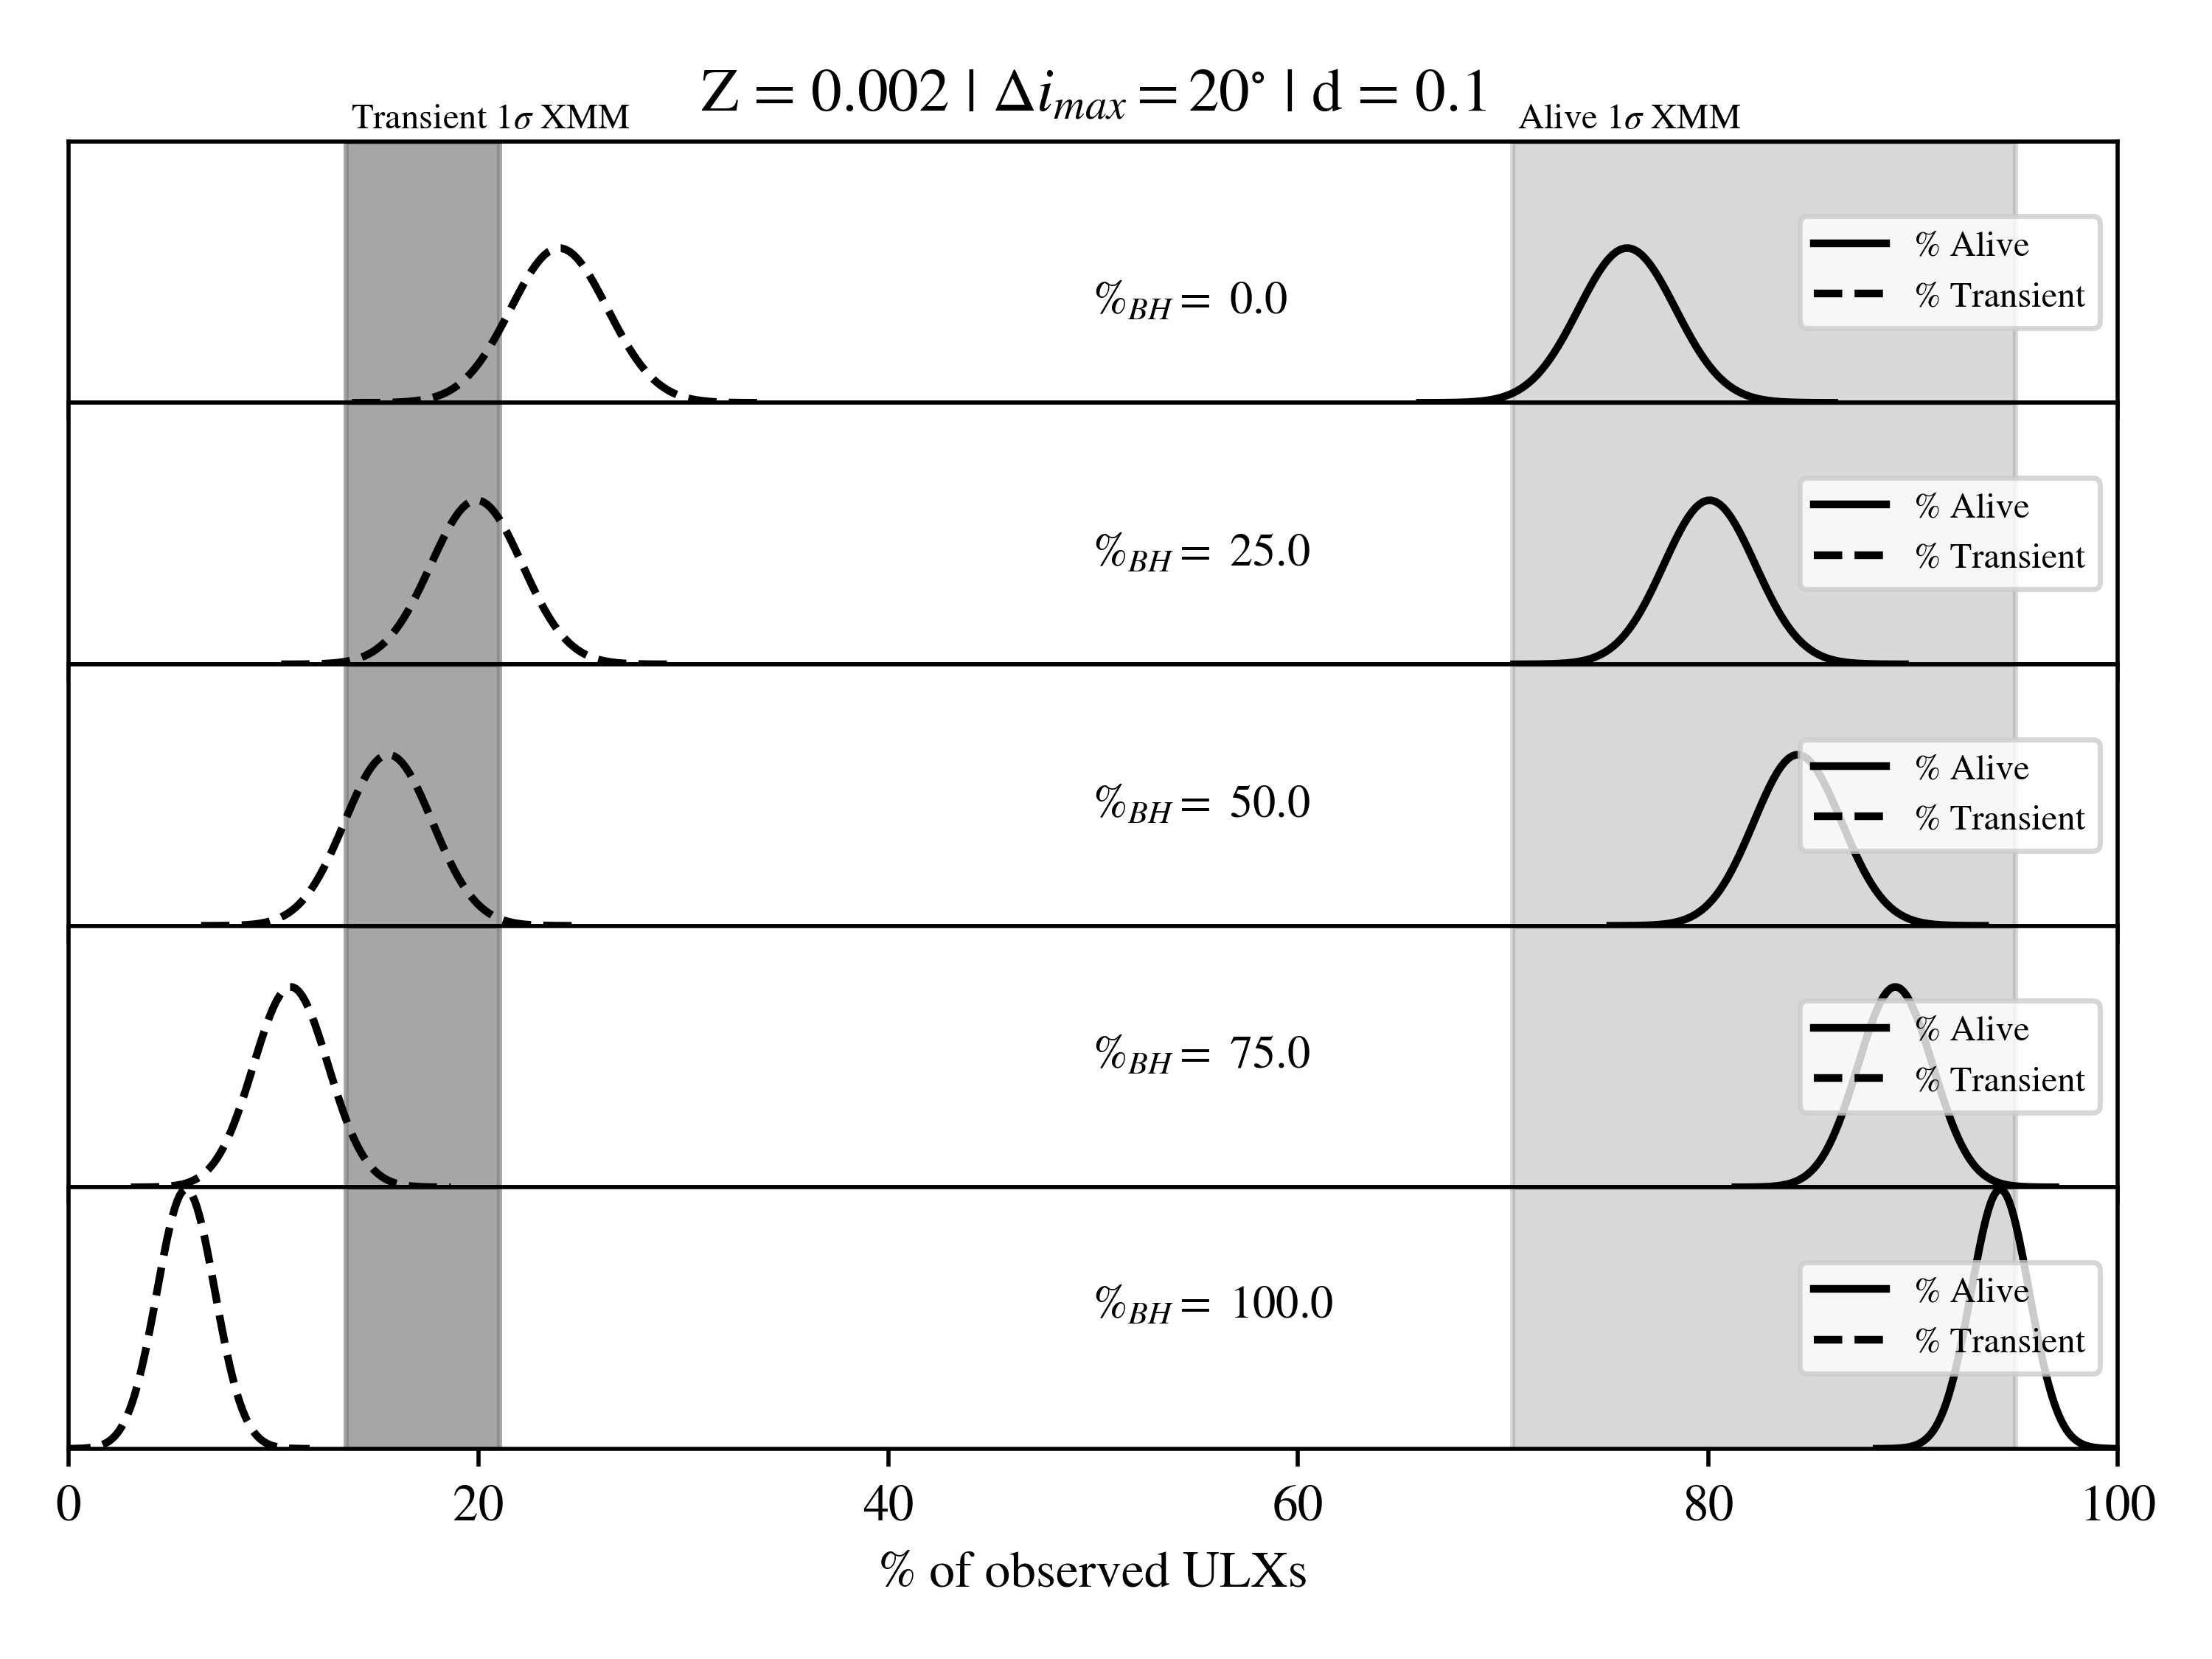 Z = 0.002 | Δi_max = 20° | d = 0.1
Transient 1σ XMM
Alive 1σ XMM
%_BH = 0.0
% Alive
% Transient
%_BH = 25.0
% Alive
% Transient
%_BH = 50.0
% Alive
% Transient
%_BH = 75.0
% Alive
% Transient
%_BH = 100.0
% Alive
% Transient
0 20 40 60 80 100
% of observed ULXs